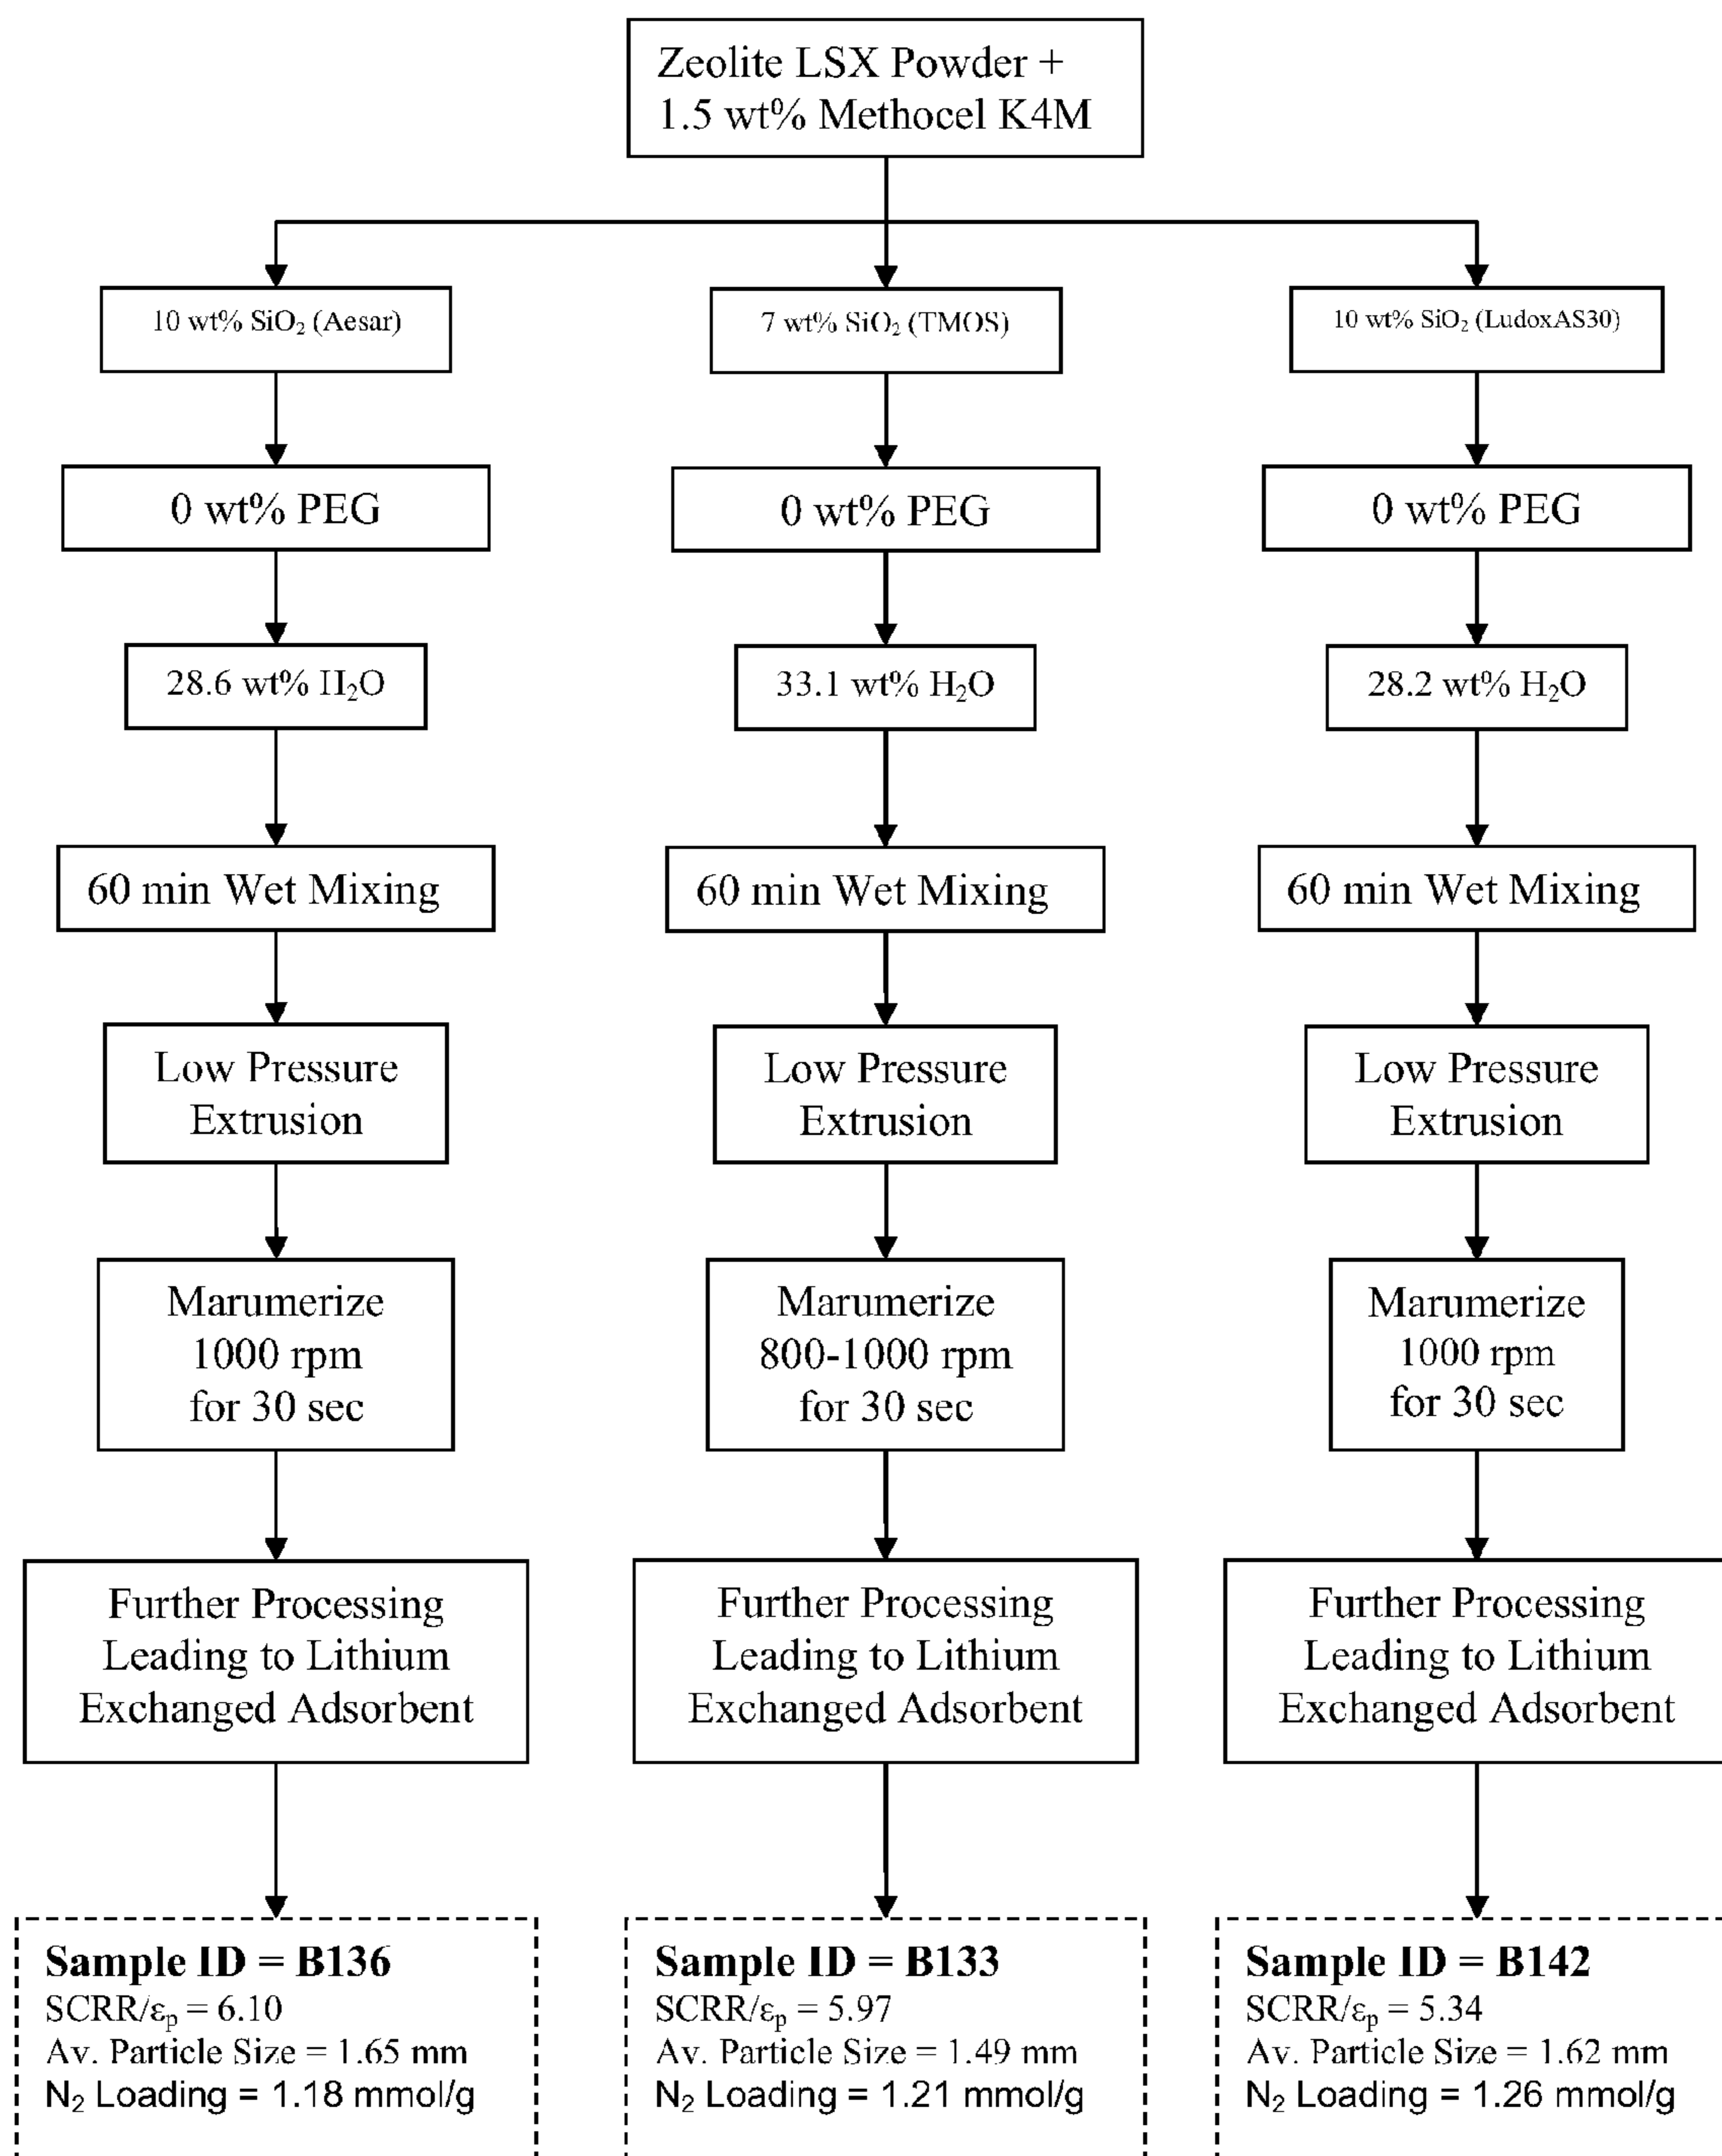 Zeolite LSX Powder +
1.5 wt% Methocel K4M
10 wt% SiO₂ (Aesar)
7 wt% SiO₂ (TMOS)
10 wt% SiO₂ (LudoxAS30)
0 wt% PEG
0 wt% PEG
0 wt% PEG
28.6 wt% H₂O
33.1 wt% H₂O
28.2 wt% H₂O
60 min Wet Mixing
60 min Wet Mixing
60 min Wet Mixing
Low Pressure
Extrusion
Low Pressure
Extrusion
Low Pressure
Extrusion
Marumerize
1000 rpm
for 30 sec
Marumerize
800-1000 rpm
for 30 sec
Marumerize
1000 rpm
for 30 sec
Further Processing
Leading to Lithium
Exchanged Adsorbent
Further Processing
Leading to Lithium
Exchanged Adsorbent
Further Processing
Leading to Lithium
Exchanged Adsorbent
Sample ID = B136
SCRR/εₚ = 6.10
Av. Particle Size = 1.65 mm
N₂ Loading = 1.18 mmol/g
Sample ID = B133
SCRR/εₚ = 5.97
Av. Particle Size = 1.49 mm
N₂ Loading = 1.21 mmol/g
Sample ID = B142
SCRR/εₚ = 5.34
Av. Particle Size = 1.62 mm
N₂ Loading = 1.26 mmol/g